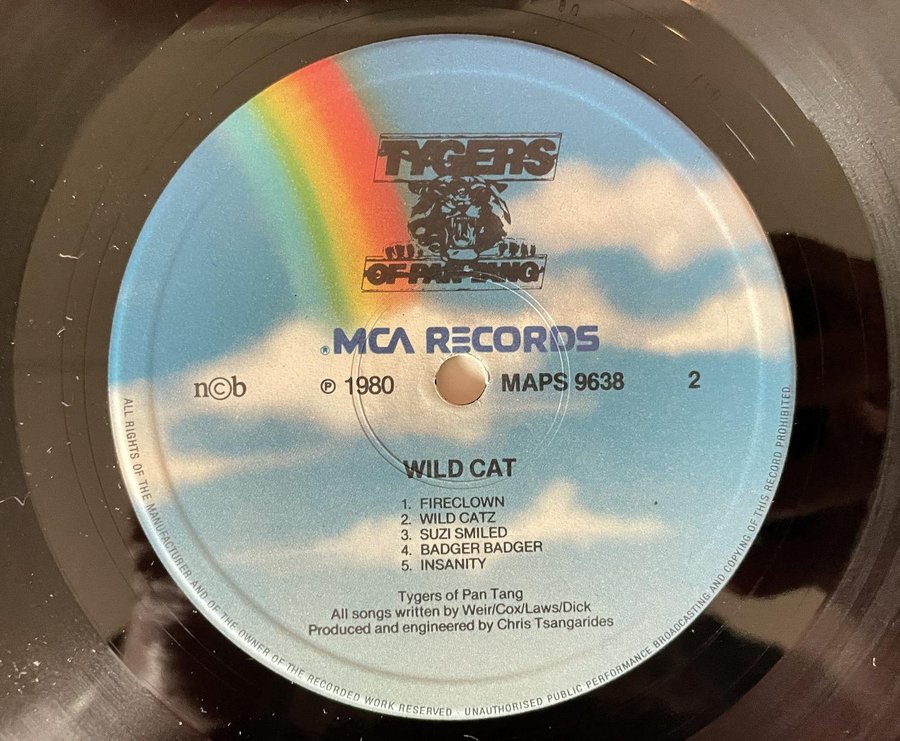 TYGERS
OF PAN TANG
® MCA RECORDS
n©b ℗ 1980 MAPS 9638 2
WILD CAT
1. FIRECLOWN
2. WILD CATZ
3. SUZI SMILED
4. BADGER BADGER
5. INSANITY
Tygers of Pan Tang
All songs written by Weir/Cox/Laws/Dick
Produced and engineered by Chris Tsangarides
ALL RIGHTS OF THE MANUFACTURER AND OF THE OWNER OF THE RECORDED WORK RESERVED · UNAUTHORISED PUBLIC PERFORMANCE BROADCASTING AND COPYING OF THIS RECORD PROHIBITED